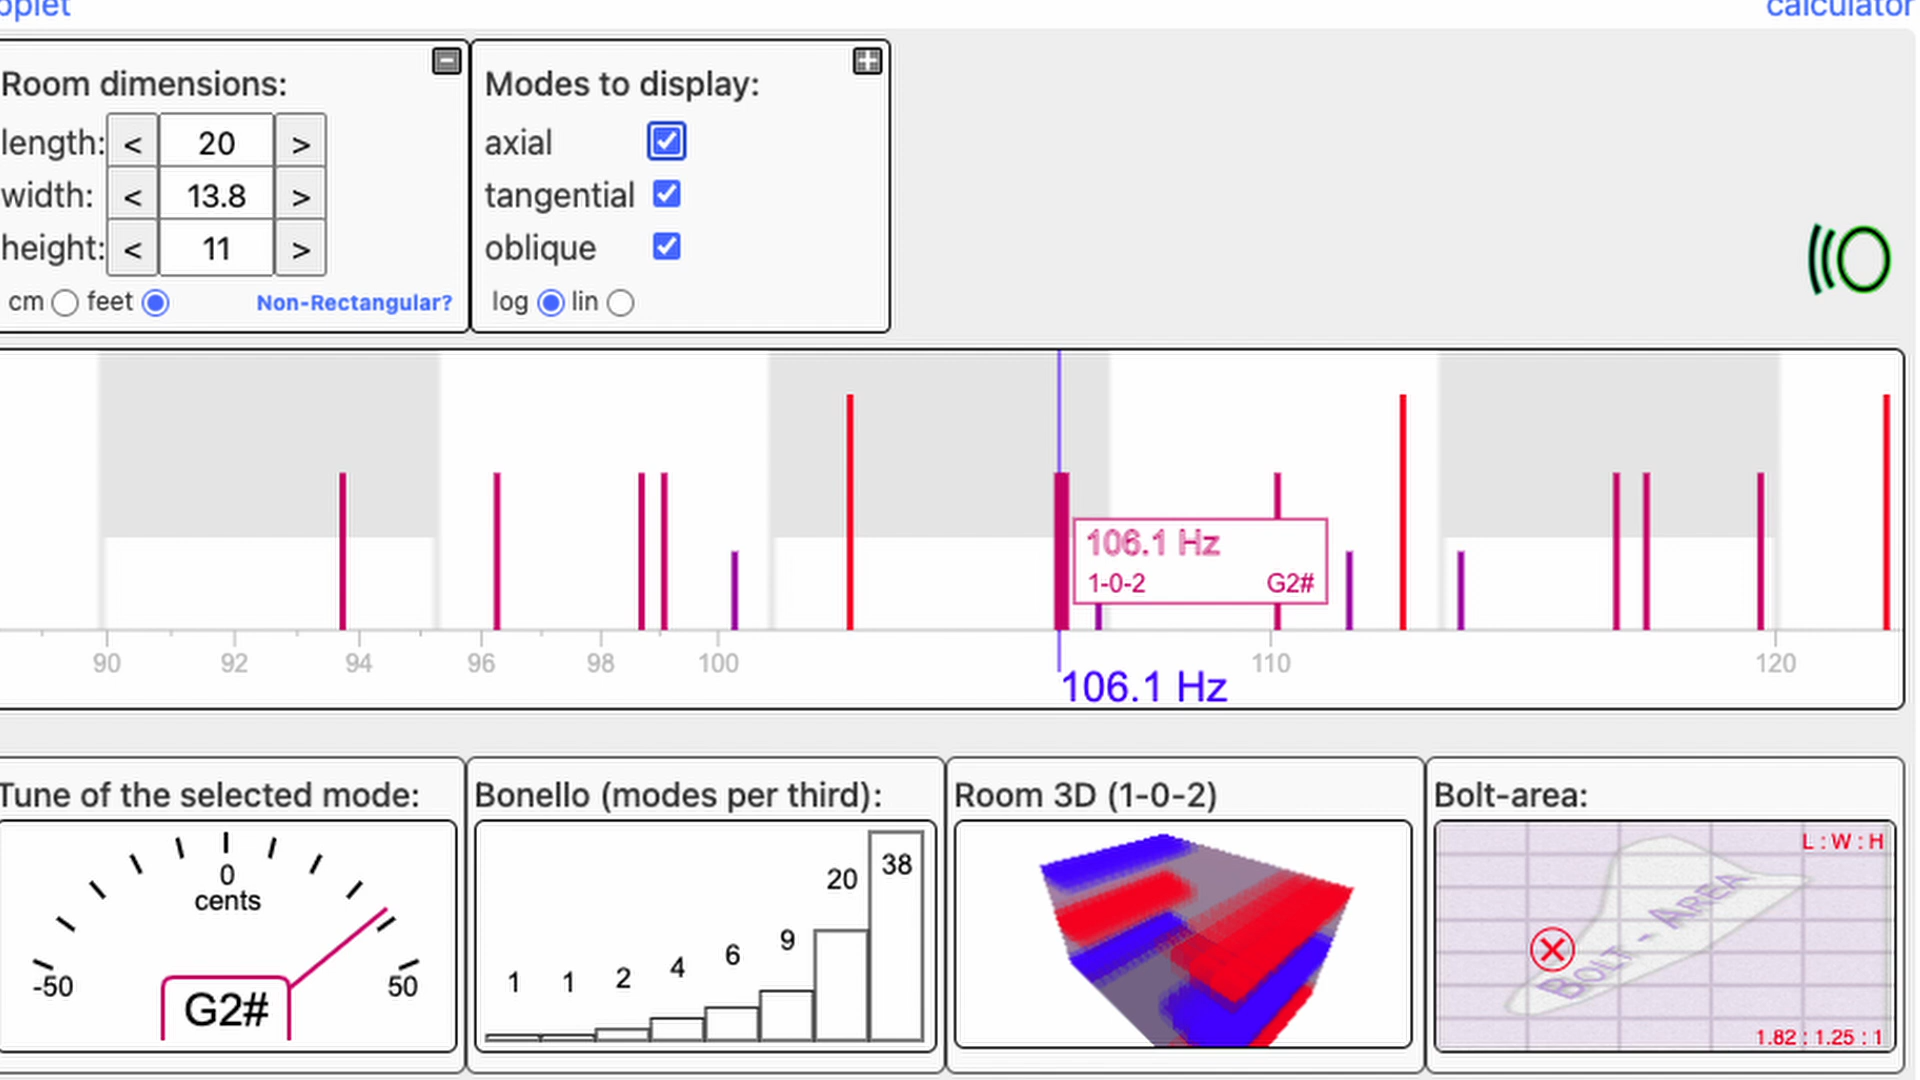 calculator
Room dimensions:
length: < 20 >
width: < 13.8 >
height: < 11 >
cm feet Non-Rectangular?
Modes to display:
axial
tangential
oblique
log lin
106.1 Hz
1-0-2 G2#
90 92 94 96 98 100 110 120
106.1 Hz
Tune of the selected mode:
0
cents
-50 50
G2#
Bonello (modes per third):
1 1 2 4 6 9 20 38
Room 3D (1-0-2)
Bolt-area:
L : W : H
BOLT - AREA
1.82 : 1.25 : 1